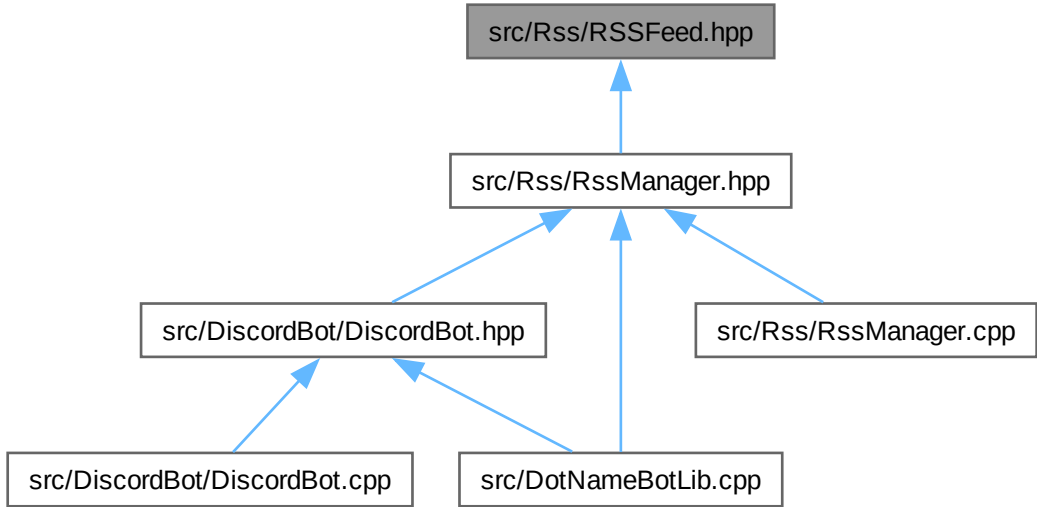 src/Rss/RSSFeed.hpp
src/Rss/RssManager.hpp
src/DiscordBot/DiscordBot.hpp
src/Rss/RssManager.cpp
src/DiscordBot/DiscordBot.cpp
src/DotNameBotLib.cpp